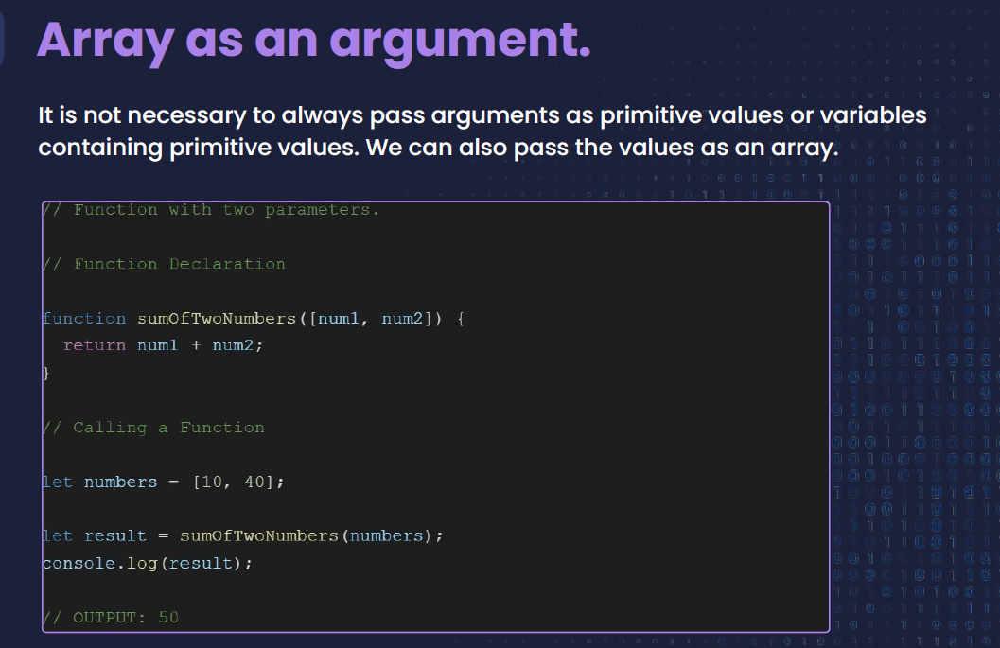 Array as an argument.
It is not necessary to always pass arguments as primitive values or variables
containing primitive values. We can also pass the values as an array.
// Function with two parameters.
// Function Declaration
function sumOfTwoNumbers([num1, num2]) {
  return num1 + num2;
}
// Calling a Function
let numbers = [10, 40];
let result = sumOfTwoNumbers(numbers);
console.log(result);
// OUTPUT: 50